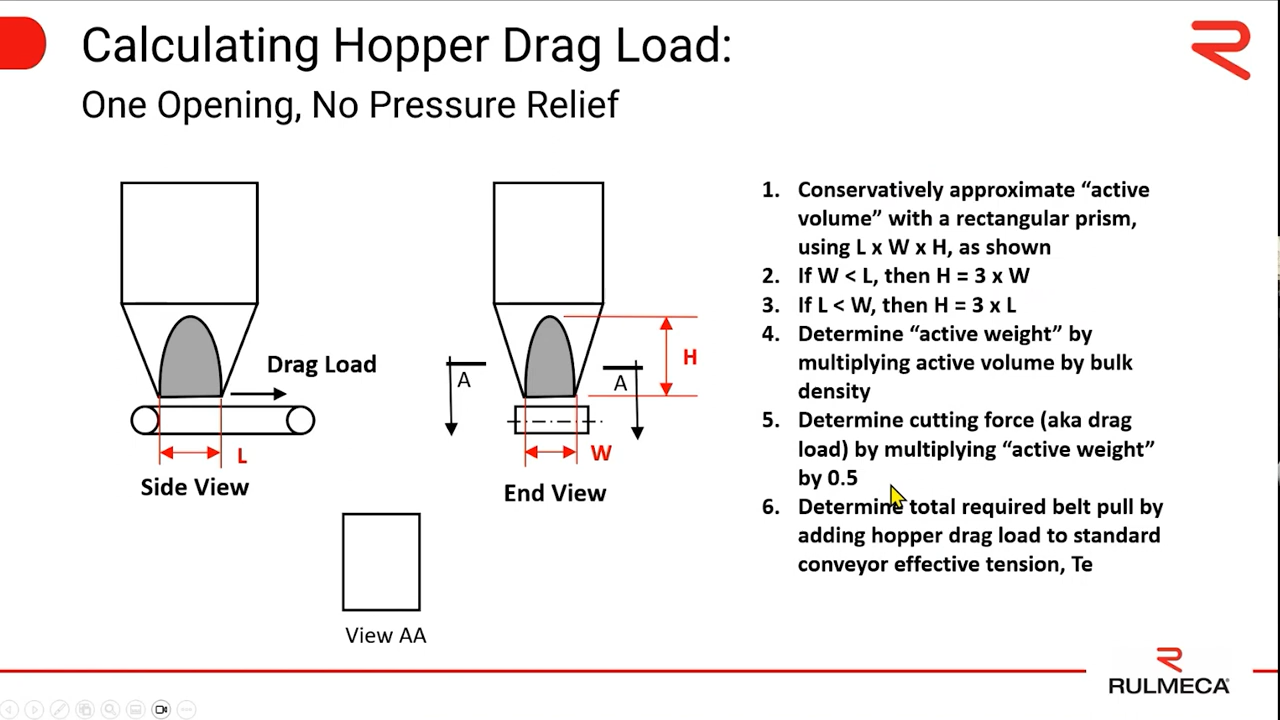 Calculating Hopper Drag Load:
One Opening, No Pressure Relief
Drag Load
L
Side View
A
A
H
W
End View
View AA
1. Conservatively approximate “active
volume” with a rectangular prism,
using L x W x H, as shown
2. If W < L, then H = 3 x W
3. If L < W, then H = 3 x L
4. Determine “active weight” by
multiplying active volume by bulk
density
5. Determine cutting force (aka drag
load) by multiplying “active weight”
by 0.5
6. Determine total required belt pull by
adding hopper drag load to standard
conveyor effective tension, Te
RULMECA